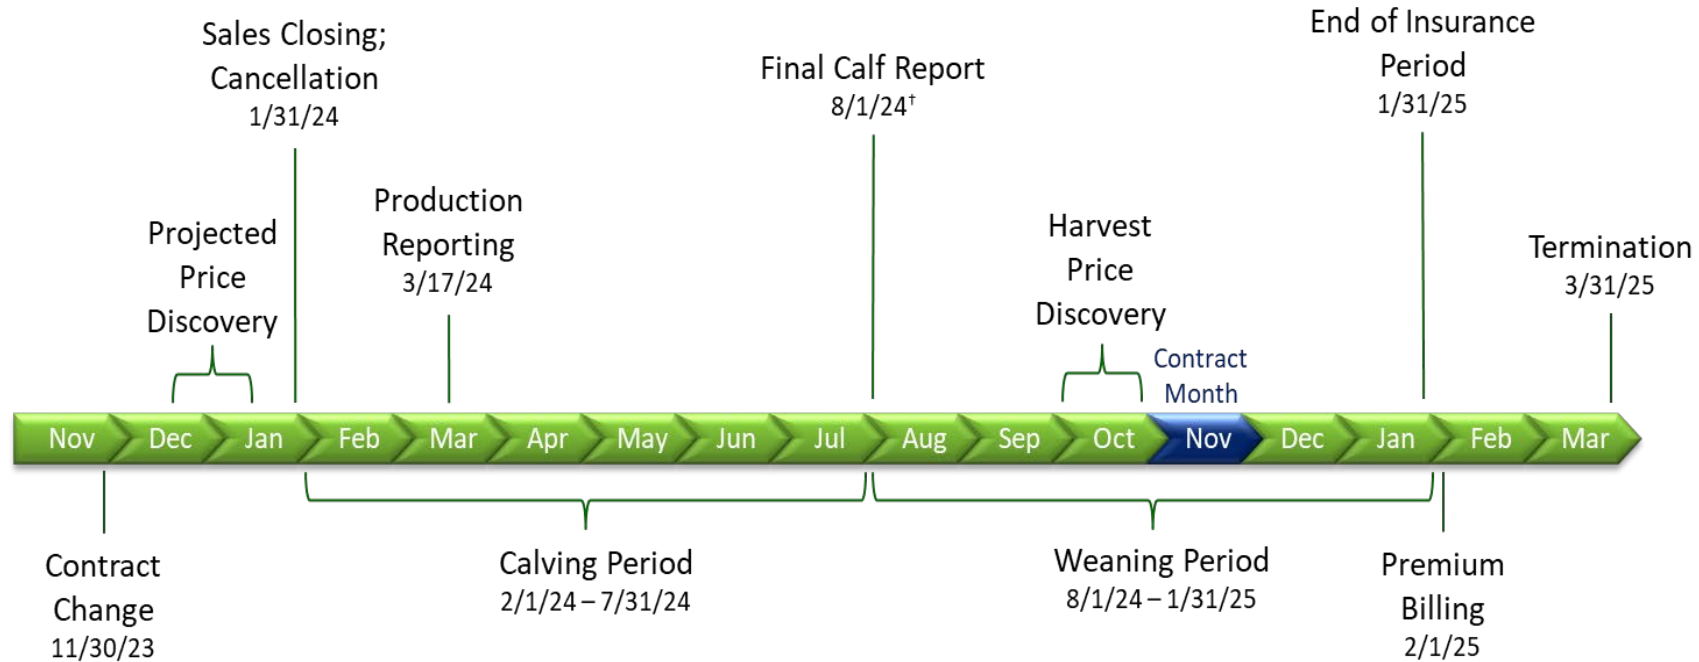 Sales Closing;
Cancellation
1/31/24
Final Calf Report
8/1/24†
End of Insurance
Period
1/31/25
Projected
Price
Discovery
Production
Reporting
3/17/24
Harvest
Price
Discovery
Contract
Month
Termination
3/31/25
Nov Dec Jan Feb Mar Apr May Jun Jul Aug Sep Oct Nov Dec Jan Feb Mar
Contract
Change
11/30/23
Calving Period
2/1/24 – 7/31/24
Weaning Period
8/1/24 – 1/31/25
Premium
Billing
2/1/25